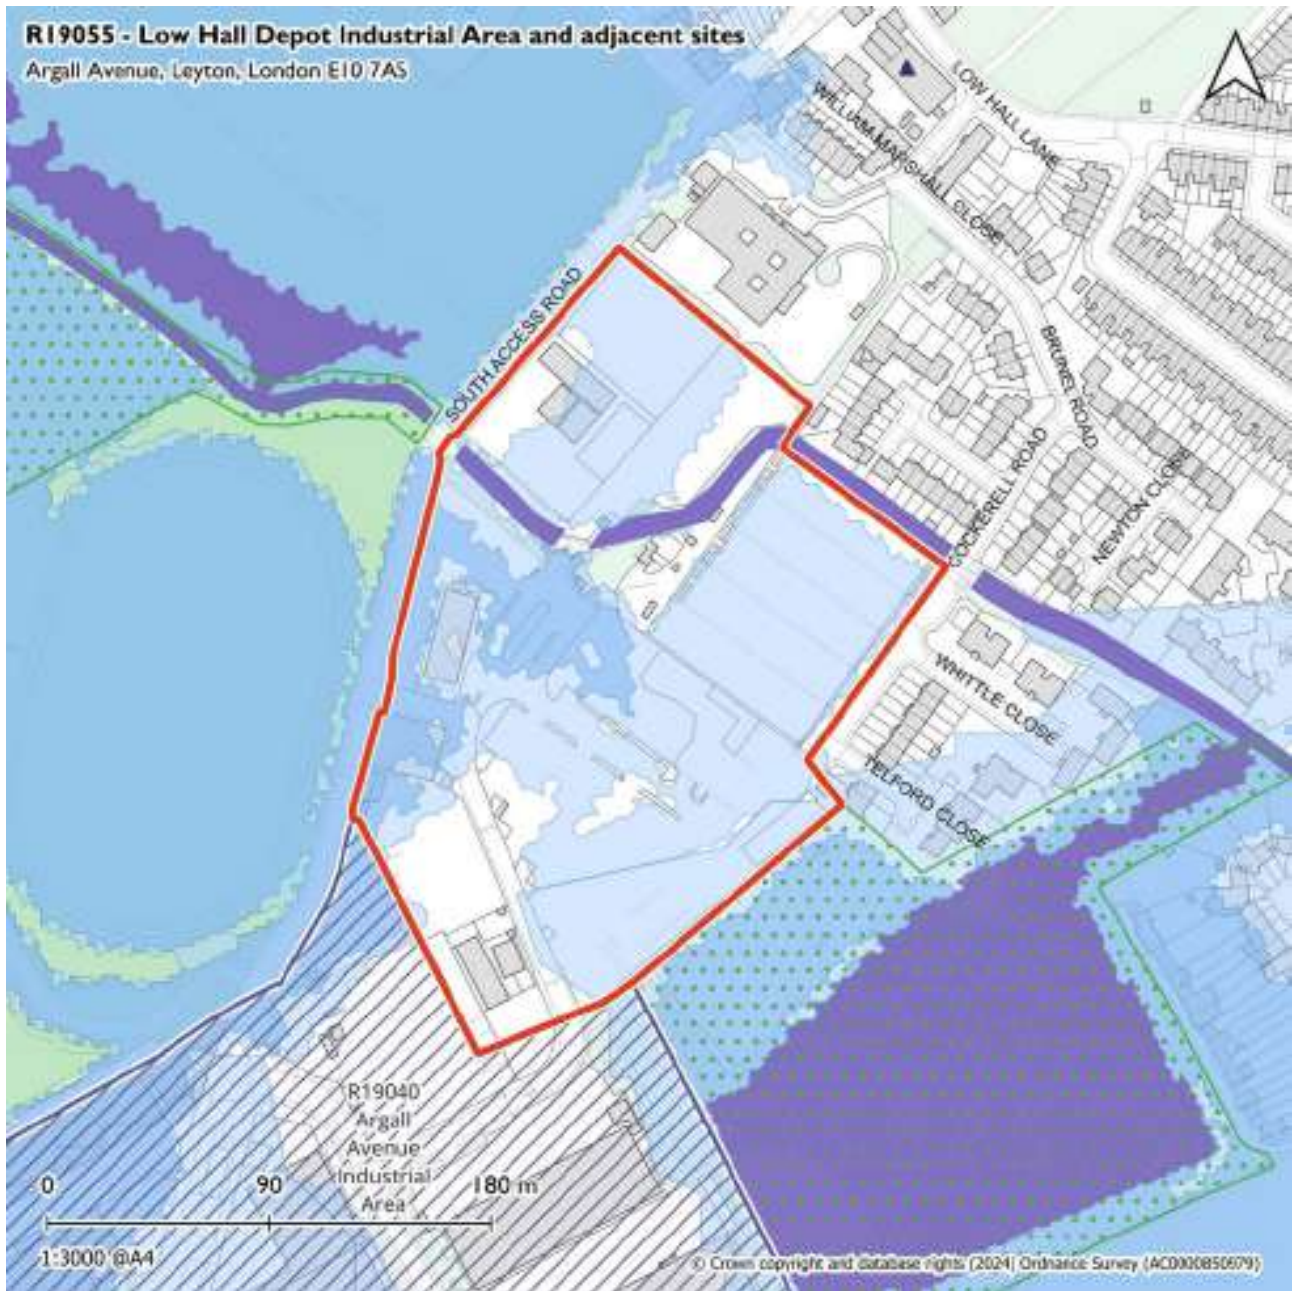 R19055 - Low Hall Depot Industrial Area and adjacent sites
Argall Avenue, Leyton, London E10 7AS
LOW HALL LANE
WILLIAM MARSHALL CLOSE
SOUTH ACCESS ROAD
BRUNEL ROAD
COCKERELL ROAD
NEWTON CLOSE
WHITTLE CLOSE
TELFORD CLOSE
R19040
Argall
Avenue
Industrial
Area
0 90 180 m
1:3000 @A4
© Crown copyright and database rights (2024) Ordnance Survey (AC0000850679)